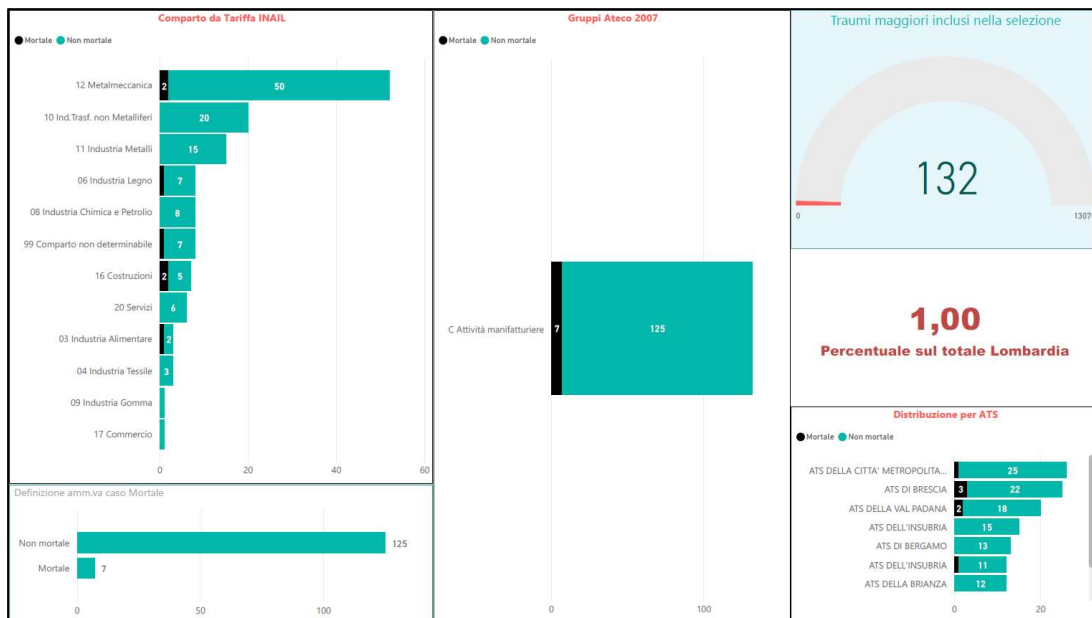 Comparto da Tariffa INAIL
Mortale Non mortale
12 Metalmeccanica 2 50
10 Ind.Trasf. non Metalliferi 20
11 Industria Metalli 15
06 Industria Legno 7
08 Industria Chimica e Petrolio 8
99 Comparto non determinabile 7
16 Costruzioni 2 5
20 Servizi 6
03 Industria Alimentare 2
04 Industria Tessile 3
09 Industria Gomma
17 Commercio
0 20 40 60
Definizione amm.va caso Mortale
Non mortale 125
Mortale 7
0 50 100
Gruppi Ateco 2007
Mortale Non mortale
C Attività manifatturiere 7 125
0 100
Traumi maggiori inclusi nella selezione
132
0 1307
1,00
Percentuale sul totale Lombardia
Distribuzione per ATS
Mortale Non mortale
ATS DELLA CITTA' METROPOLITA... 25
ATS DI BRESCIA 3 22
ATS DELLA VAL PADANA 2 18
ATS DELL'INSUBRIA 15
ATS DI BERGAMO 13
ATS DELL'INSUBRIA 11
ATS DELLA BRIANZA 12
0 20